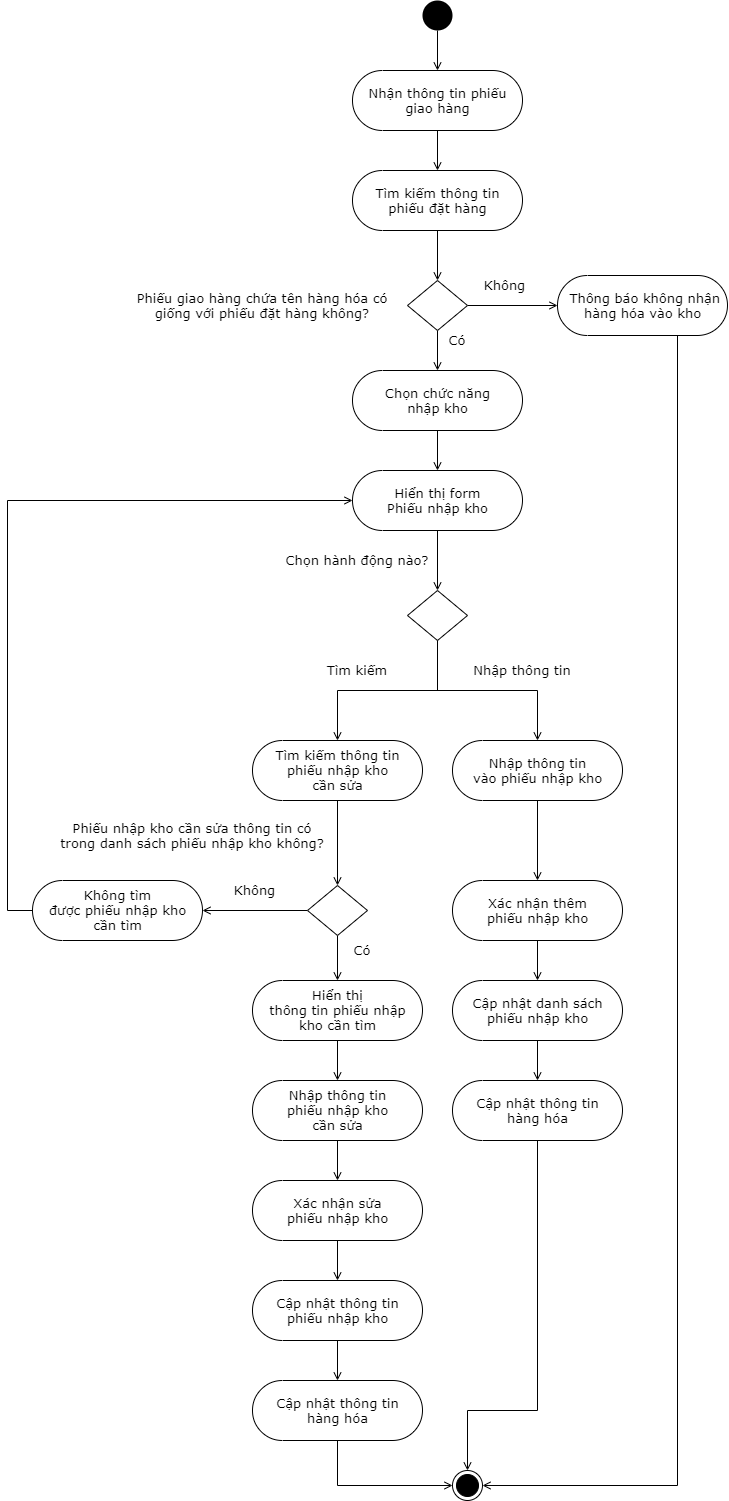 Nhận thông tin phiếu
giao hàng
Tìm kiếm thông tin
phiếu đặt hàng
Phiếu giao hàng chứa tên hàng hóa có
giống với phiếu đặt hàng không?
Không
Thông báo không nhận
hàng hóa vào kho
Có
Chọn chức năng
nhập kho
Hiển thị form
Phiếu nhập kho
Chọn hành động nào?
Tìm kiếm
Nhập thông tin
Tìm kiếm thông tin
phiếu nhập kho
cần sửa
Nhập thông tin
vào phiếu nhập kho
Phiếu nhập kho cần sửa thông tin có
trong danh sách phiếu nhập kho không?
Không
Không tìm
được phiếu nhập kho
cần tìm
Xác nhận thêm
phiếu nhập kho
Có
Hiển thị
thông tin phiếu nhập
kho cần tìm
Cập nhật danh sách
phiếu nhập kho
Nhập thông tin
phiếu nhập kho
cần sửa
Cập nhật thông tin
hàng hóa
Xác nhận sửa
phiếu nhập kho
Cập nhật thông tin
phiếu nhập kho
Cập nhật thông tin
hàng hóa